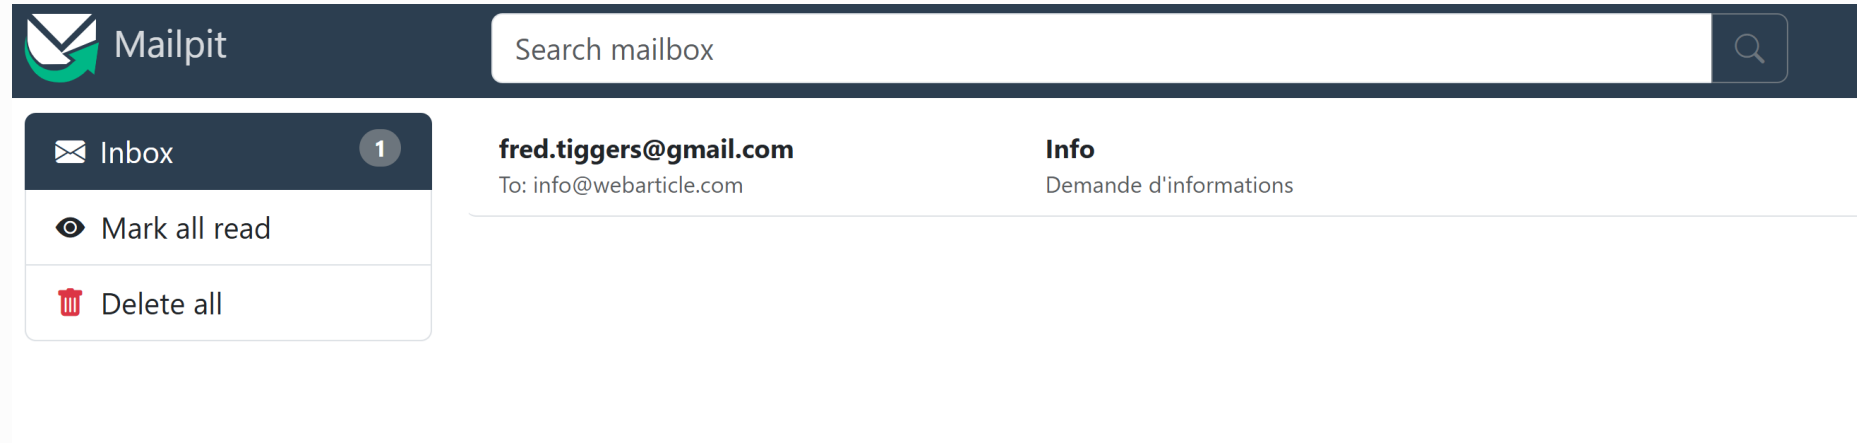 Mailpit
Search mailbox
Inbox
1
Mark all read
Delete all
fred.tiggers@gmail.com
To: info@webarticle.com
Info
Demande d'informations